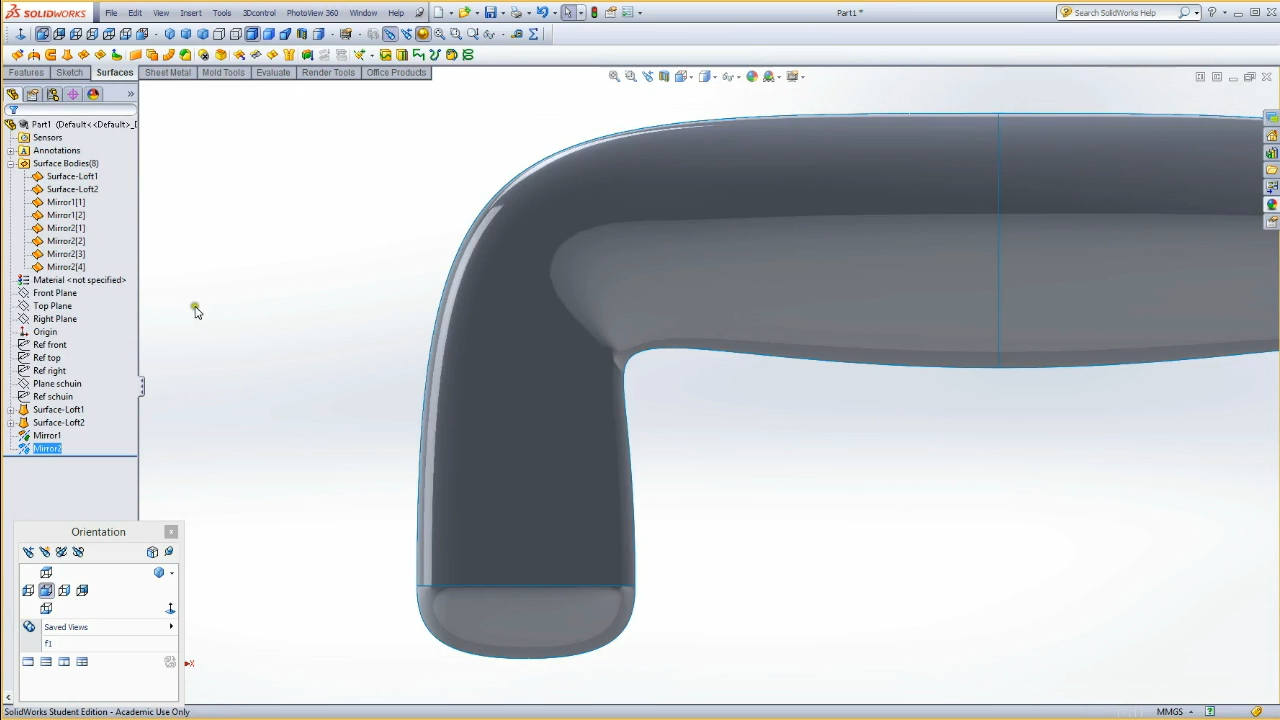 SOLIDWORKS
File
Edit
View
Insert
Tools
3Dcontrol
PhotoView 360
Window
Help
Part1 *
Search SolidWorks Help
Features
Sketch
Surfaces
Sheet Metal
Mold Tools
Evaluate
Render Tools
Office Products
Part1 (Default<<Default>_D
Sensors
Annotations
Surface Bodies(8)
Surface-Loft1
Surface-Loft2
Mirror1[1]
Mirror1[2]
Mirror2[1]
Mirror2[2]
Mirror2[3]
Mirror2[4]
Material <not specified>
Front Plane
Top Plane
Right Plane
Origin
Ref front
Ref top
Ref right
Plane schuin
Ref schuin
Surface-Loft1
Surface-Loft2
Mirror1
Mirror2
Orientation
Saved Views
f1
X
SolidWorks Student Edition - Academic Use Only
MMGS